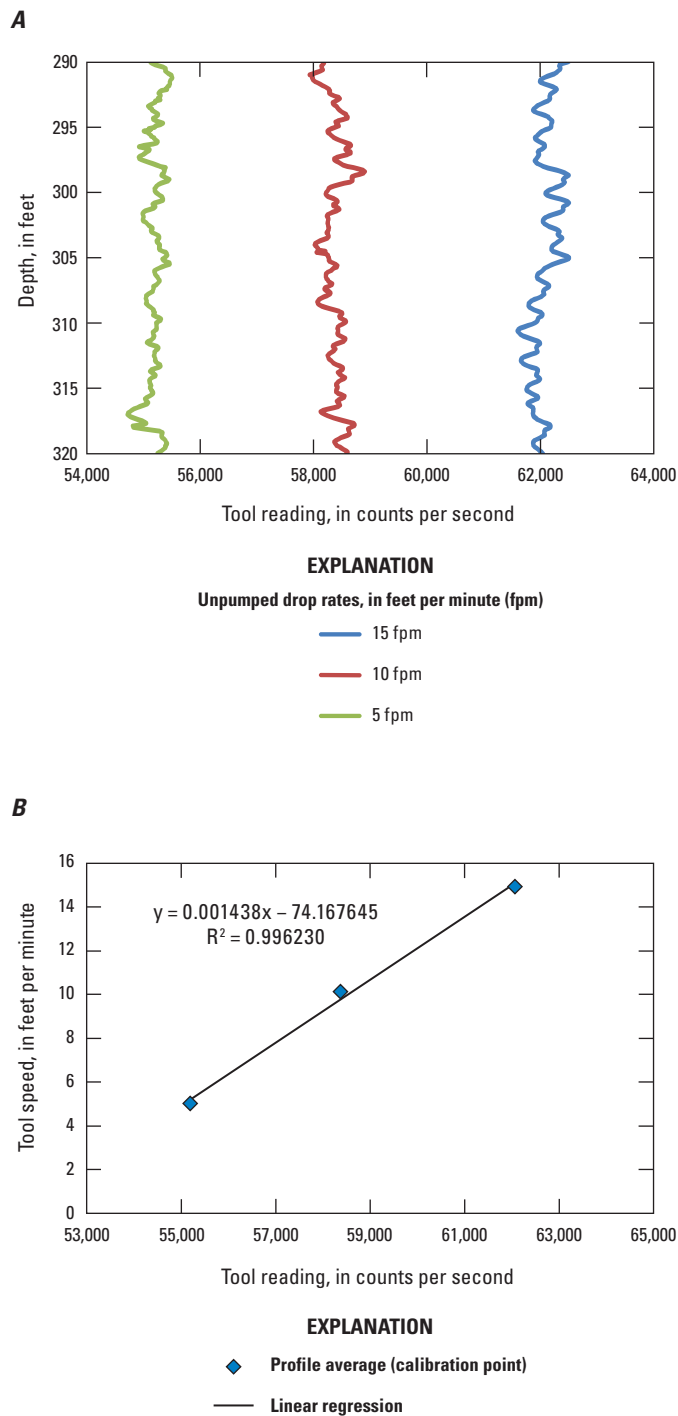 A
290
295
300
305
310
315
320
Depth, in feet
54,000 56,000 58,000 60,000 62,000 64,000
Tool reading, in counts per second
EXPLANATION
Unpumped drop rates, in feet per minute (fpm)
15 fpm
10 fpm
5 fpm
B
16
14
12
10
8
6
4
2
0
Tool speed, in feet per minute
y = 0.001438x – 74.167645
R² = 0.996230
53,000 55,000 57,000 59,000 61,000 63,000 65,000
Tool reading, in counts per second
EXPLANATION
Profile average (calibration point)
Linear regression